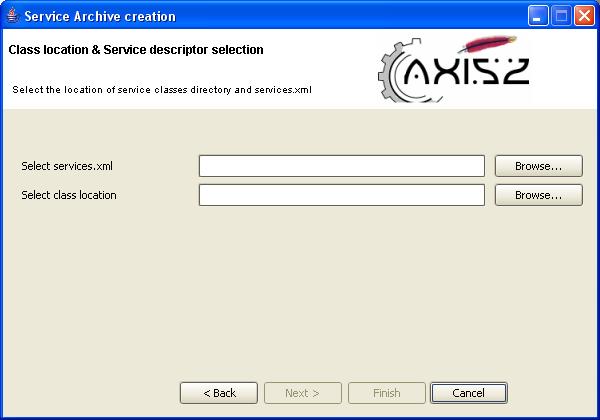 Service Archive creation
Class location & Service descriptor selection
AXIS2
Select the location of service classes directory and services.xml
Select services.xml
Browse...
Select class location
Browse...
< Back
Next >
Finish
Cancel